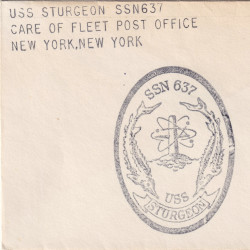 USS STURGEON SSN637
CARE OF FLEET POST OFFICE
NEW YORK,NEW YORK
SSN 637
USS
STURGEON